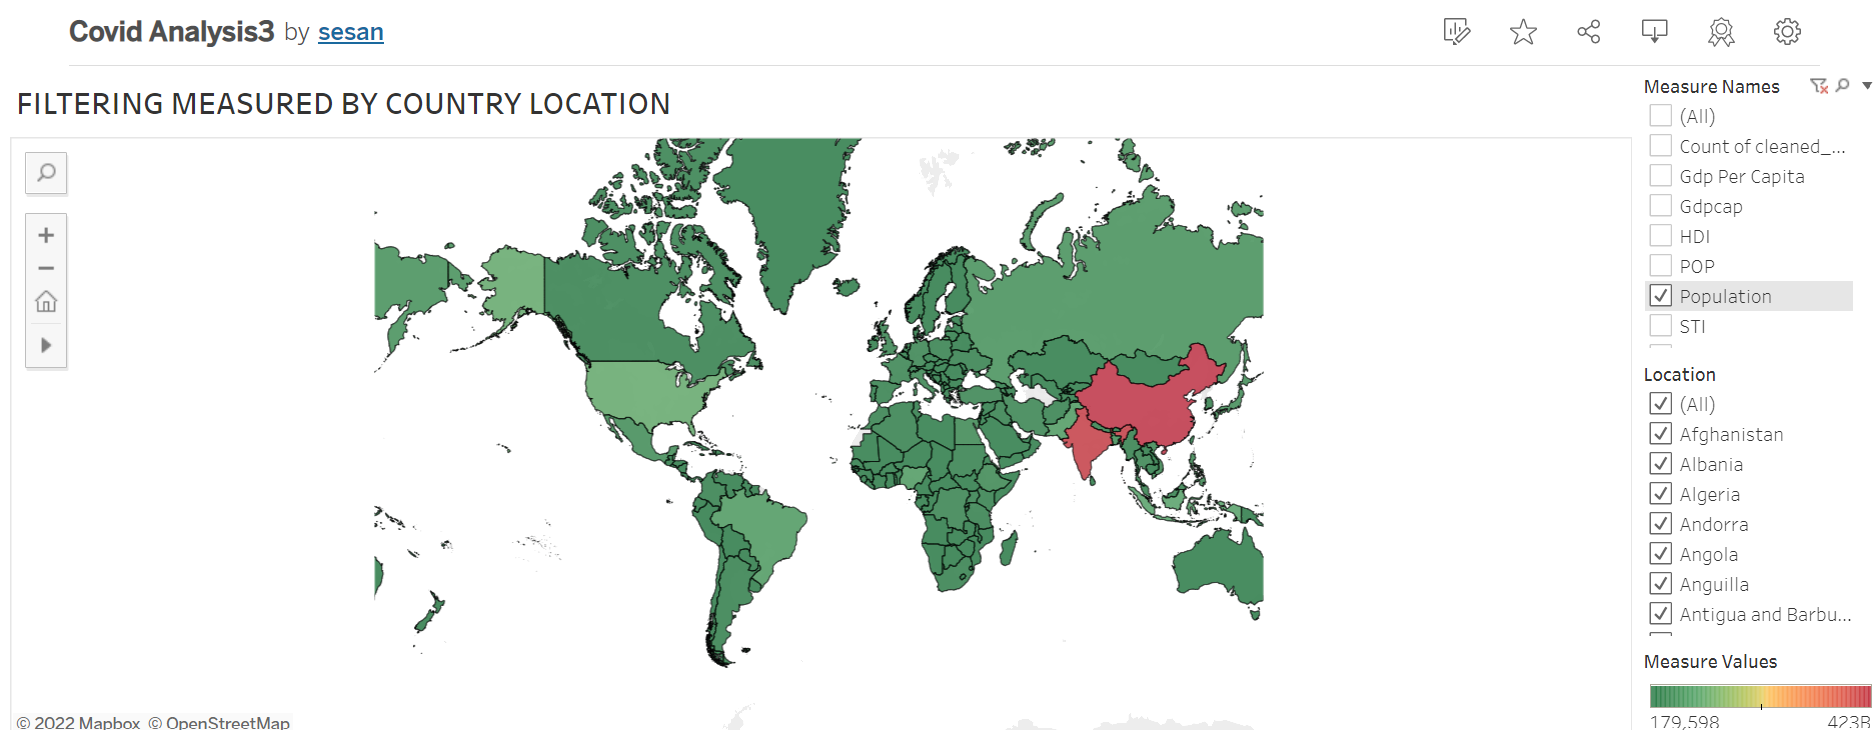 Covid Analysis3 by sesan
FILTERING MEASURED BY COUNTRY LOCATION
Measure Names
(All)
Count of cleaned_...
Gdp Per Capita
Gdpcap
HDI
POP
Population
STI
Location
(All)
Afghanistan
Albania
Algeria
Andorra
Angola
Anguilla
Antigua and Barbu...
Measure Values
179,598 423B
© 2022 Mapbox © OpenStreetMap